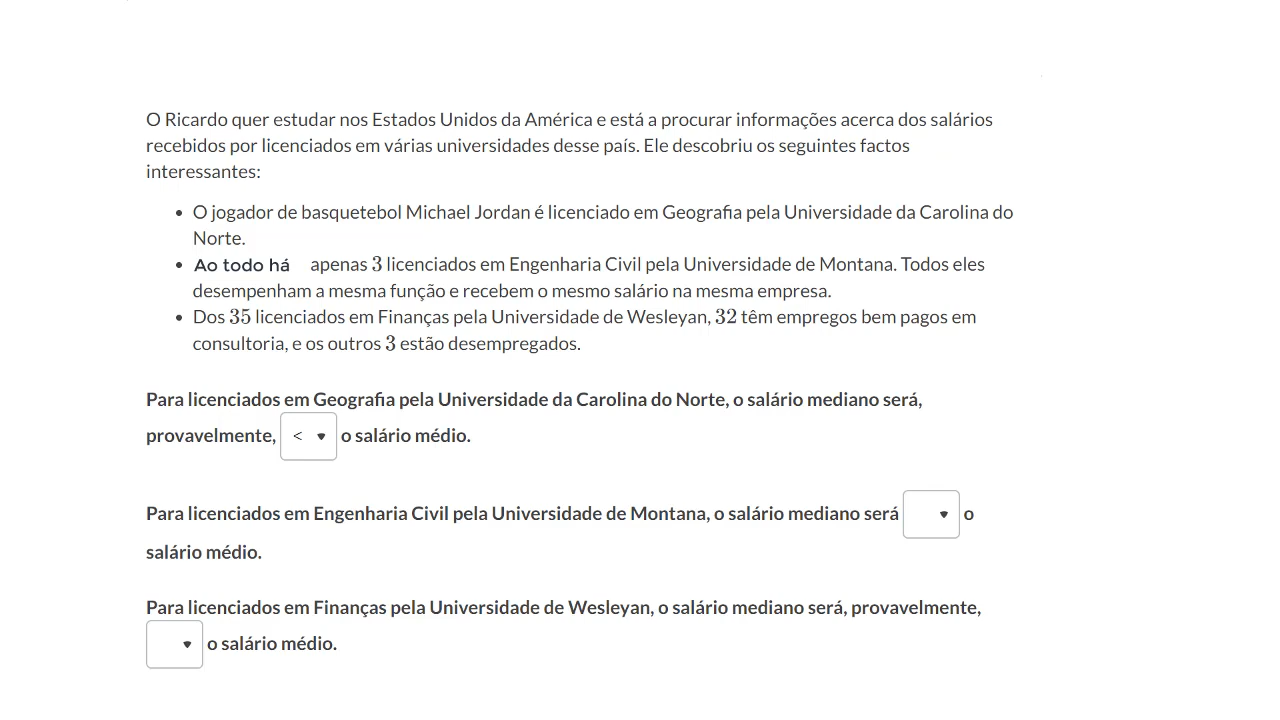 O Ricardo quer estudar nos Estados Unidos da América e está a procurar informações acerca dos salários
recebidos por licenciados em várias universidades desse país. Ele descobriu os seguintes factos
interessantes:
• O jogador de basquetebol Michael Jordan é licenciado em Geografia pela Universidade da Carolina do
Norte.
• Ao todo há apenas 3 licenciados em Engenharia Civil pela Universidade de Montana. Todos eles
desempenham a mesma função e recebem o mesmo salário na mesma empresa.
• Dos 35 licenciados em Finanças pela Universidade de Wesleyan, 32 têm empregos bem pagos em
consultoria, e os outros 3 estão desempregados.
Para licenciados em Geografia pela Universidade da Carolina do Norte, o salário mediano será,
provavelmente, < ▼ o salário médio.
Para licenciados em Engenharia Civil pela Universidade de Montana, o salário mediano será ▼ o
salário médio.
Para licenciados em Finanças pela Universidade de Wesleyan, o salário mediano será, provavelmente,
▼ o salário médio.